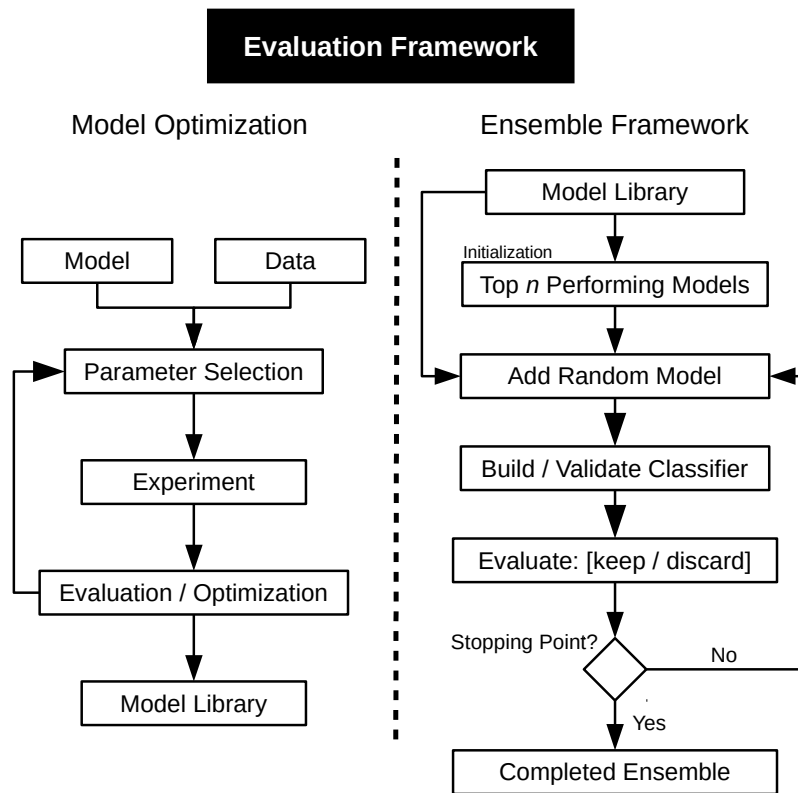 Evaluation Framework
Model Optimization
Model
Data
Parameter Selection
Experiment
Evaluation / Optimization
Model Library
Ensemble Framework
Model Library
Initialization
Top n Performing Models
Add Random Model
Build / Validate Classifier
Evaluate: [keep / discard]
Stopping Point?
No
Yes
Completed Ensemble